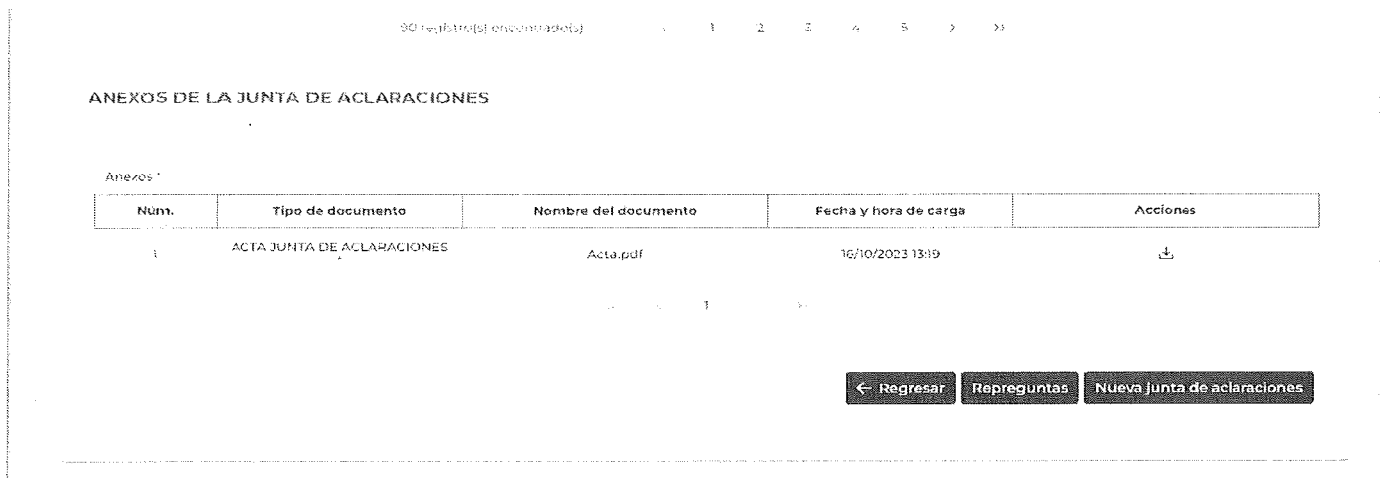 90 registro(s) encontrado(s) ‹ 1 2 3 4 5 › ››
ANEXOS DE LA JUNTA DE ACLARACIONES
Anexos *
Núm. Tipo de documento Nombre del documento Fecha y hora de carga Acciones
1 ACTA JUNTA DE ACLARACIONES Acta.pdf 16/10/2023 13:19
1
← Regresar Repreguntas Nueva junta de aclaraciones